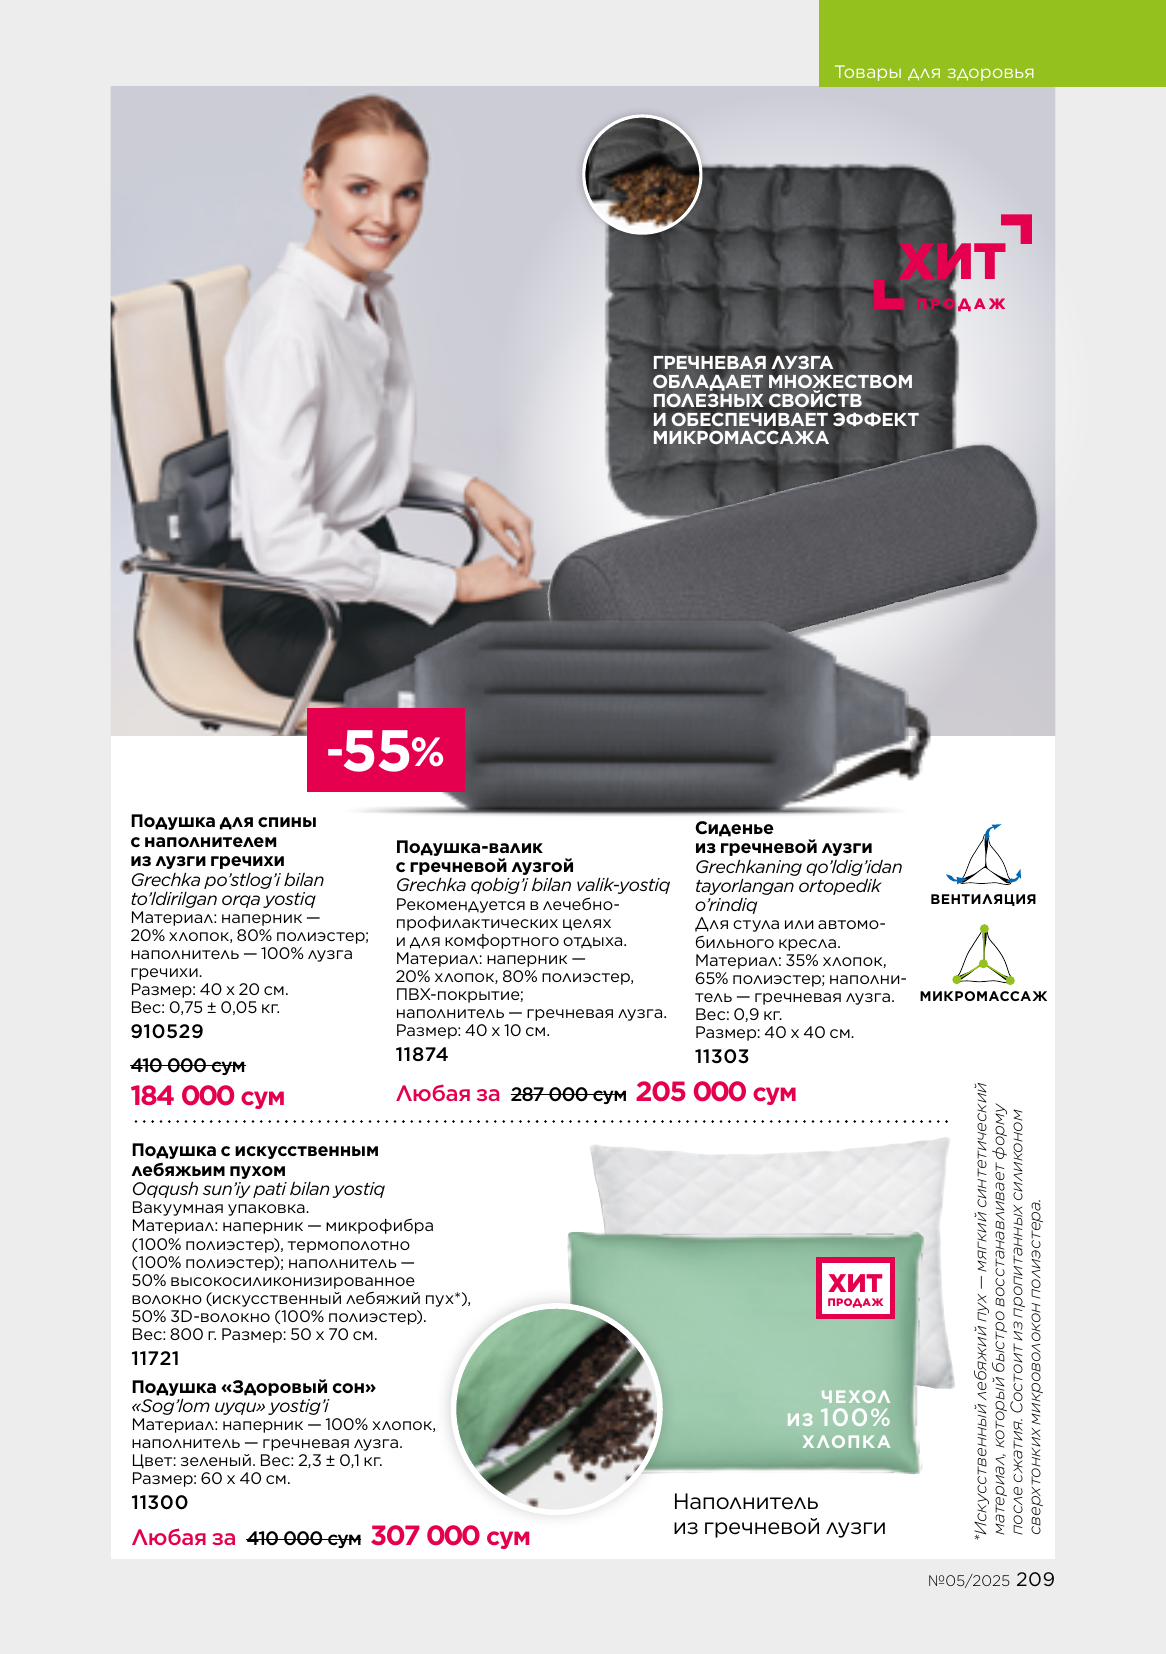 Товары для здоровья
ХИТ
ПРОДАЖ
ГРЕЧНЕВАЯ ЛУЗГА
ОБЛАДАЕТ МНОЖЕСТВОМ
ПОЛЕЗНЫХ СВОЙСТВ
И ОБЕСПЕЧИВАЕТ ЭФФЕКТ
МИКРОМАССАЖА
-55%
Подушка для спины
с наполнителем
из лузги гречихи
Grechka po’stlog’i bilan
to’ldirilgan orqa yostiq
Материал: наперник —
20% хлопок, 80% полиэстер;
наполнитель — 100% лузга
гречихи.
Размер: 40 х 20 см.
Вес: 0,75 ± 0,05 кг.
910529
410 000 сум
184 000 сум
Подушка-валик
с гречневой лузгой
Grechka qobig’i bilan valik-yostiq
Рекомендуется в лечебно-
профилактических целях
и для комфортного отдыха.
Материал: наперник —
20% хлопок, 80% полиэстер,
ПВХ-покрытие;
наполнитель — гречневая лузга.
Размер: 40 х 10 см.
11874
Сиденье
из гречневой лузги
Grechkaning qo’ldig’idan
tayorlangan ortopedik
o’rindiq
Для стула или автомо-
бильного кресла.
Материал: 35% хлопок,
65% полиэстер; наполни-
тель — гречневая лузга.
Вес: 0,9 кг.
Размер: 40 х 40 см.
11303
Любая за 287 000 сум 205 000 сум
ВЕНТИЛЯЦИЯ
МИКРОМАССАЖ
Подушка с искусственным
лебяжьим пухом
Oqqush sun’iy pati bilan yostiq
Вакуумная упаковка.
Материал: наперник — микрофибра
(100% полиэстер), термополотно
(100% полиэстер); наполнитель —
50% высокосиликонизированное
волокно (искусственный лебяжий пух*),
50% 3D-волокно (100% полиэстер).
Вес: 800 г. Размер: 50 х 70 см.
11721
Подушка «Здоровый сон»
«Sog’lom uyqu» yostig’i
Материал: наперник — 100% хлопок,
наполнитель — гречневая лузга.
Цвет: зеленый. Вес: 2,3 ± 0,1 кг.
Размер: 60 х 40 см.
11300
Любая за 410 000 сум 307 000 сум
ХИТ
ПРОДАЖ
ЧЕХОЛ
ИЗ 100%
ХЛОПКА
Наполнитель
из гречневой лузги
*Искусственный лебяжий пух — мягкий синтетический
материал, который быстро восстанавливает форму
после сжатия. Состоит из пропитанных силиконом
сверхтонких микроволокон полиэстера.
№05/2025 209